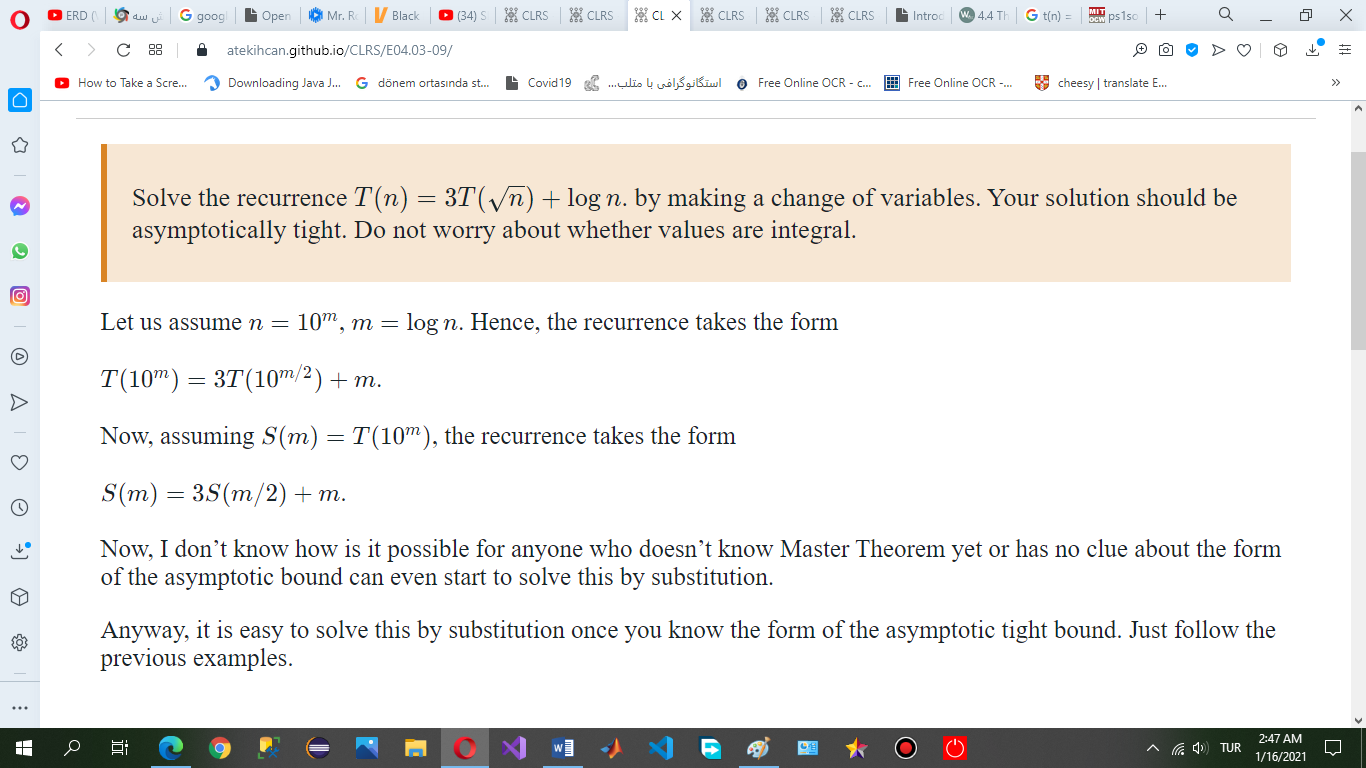 ERD (
ش سه
googl
Open
Mr. R
Black
(34) S
CLRS
CLRS
CL
CLRS
CLRS
CLRS
Introc
4.4 Th
t(n) =
MIT
OCW
ps1so
atekihcan.github.io/CLRS/E04.03-09/
How to Take a Scre...
Downloading Java J...
dönem ortasında st...
Covid19
استگانوگرافی با متلب...
Free Online OCR - c...
Free Online OCR -...
cheesy | translate E...
»
Solve the recurrence T(n) = 3T(√n) + log n. by making a change of variables. Your solution should be
asymptotically tight. Do not worry about whether values are integral.
Let us assume n = 10^m, m = log n. Hence, the recurrence takes the form
T(10^m) = 3T(10^{m/2}) + m.
Now, assuming S(m) = T(10^m), the recurrence takes the form
S(m) = 3S(m/2) + m.
Now, I don’t know how is it possible for anyone who doesn’t know Master Theorem yet or has no clue about the form
of the asymptotic bound can even start to solve this by substitution.
Anyway, it is easy to solve this by substitution once you know the form of the asymptotic tight bound. Just follow the
previous examples.
TUR
2:47 AM
1/16/2021